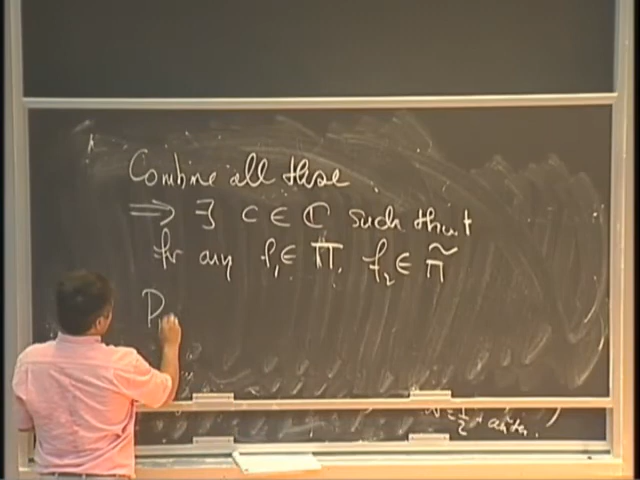 Combine all these
⟹ ∃ c ∈ ℂ such that
for any f₁ ∈ Π, f₂ ∈ Π̃
P